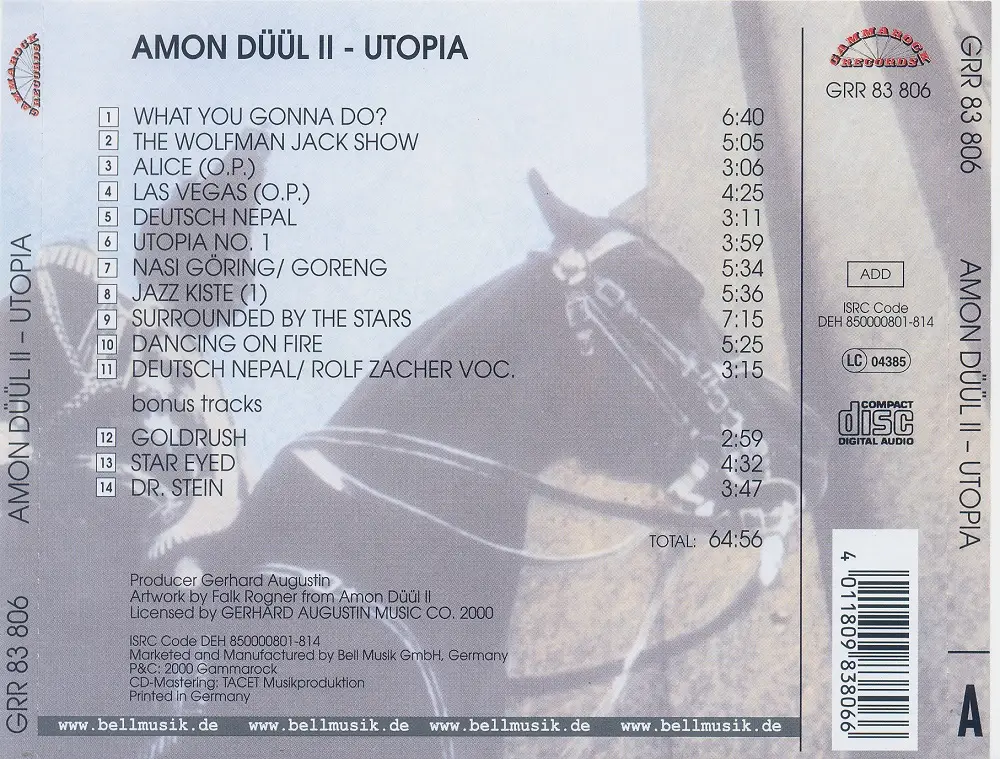 AMON DÜÜL II - UTOPIA
1 WHAT YOU GONNA DO? 6:40
2 THE WOLFMAN JACK SHOW 5:05
3 ALICE (O.P.) 3:06
4 LAS VEGAS (O.P.) 4:25
5 DEUTSCH NEPAL 3:11
6 UTOPIA NO. 1 3:59
7 NASI GÖRING/ GORENG 5:34
8 JAZZ KISTE (1) 5:36
9 SURROUNDED BY THE STARS 7:15
10 DANCING ON FIRE 5:25
11 DEUTSCH NEPAL/ ROLF ZACHER VOC. 3:15
bonus tracks
12 GOLDRUSH 2:59
13 STAR EYED 4:32
14 DR. STEIN 3:47
TOTAL: 64:56
Producer Gerhard Augustin
Artwork by Falk Rogner from Amon Düül II
Licensed by GERHARD AUGUSTIN MUSIC CO. 2000
ISRC Code DEH 850000801-814
Marketed and Manufactured by Bell Musik GmbH, Germany
P&C: 2000 Gammarock
CD-Mastering: TACET Musikproduktion
Printed in Germany
www.bellmusik.de www.bellmusik.de www.bellmusik.de www.bellmusik.de
GAMMAROCK
RECORDS
GRR 83 806
ADD
ISRC Code
DEH 850000801-814
LC 04385
COMPACT
disc
DIGITAL AUDIO
4 011809 838066
GAMMAROCK
RECORDS
AMON DÜÜL II – UTOPIA
GRR 83 806
GRR 83 806
AMON DÜÜL II – UTOPIA
A